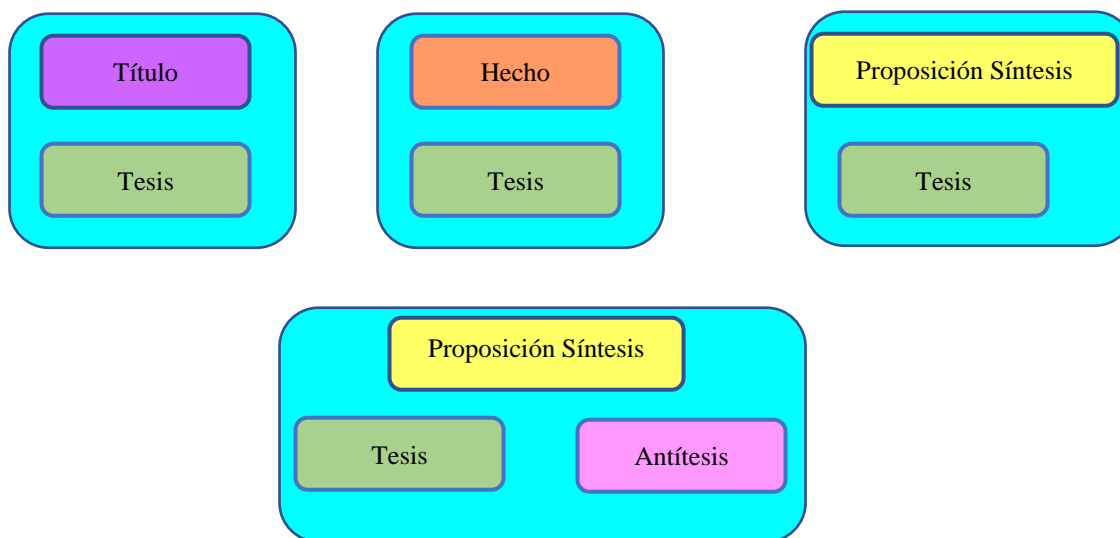 Título
Tesis
Hecho
Tesis
Proposición Síntesis
Tesis
Proposición Síntesis
Tesis
Antítesis